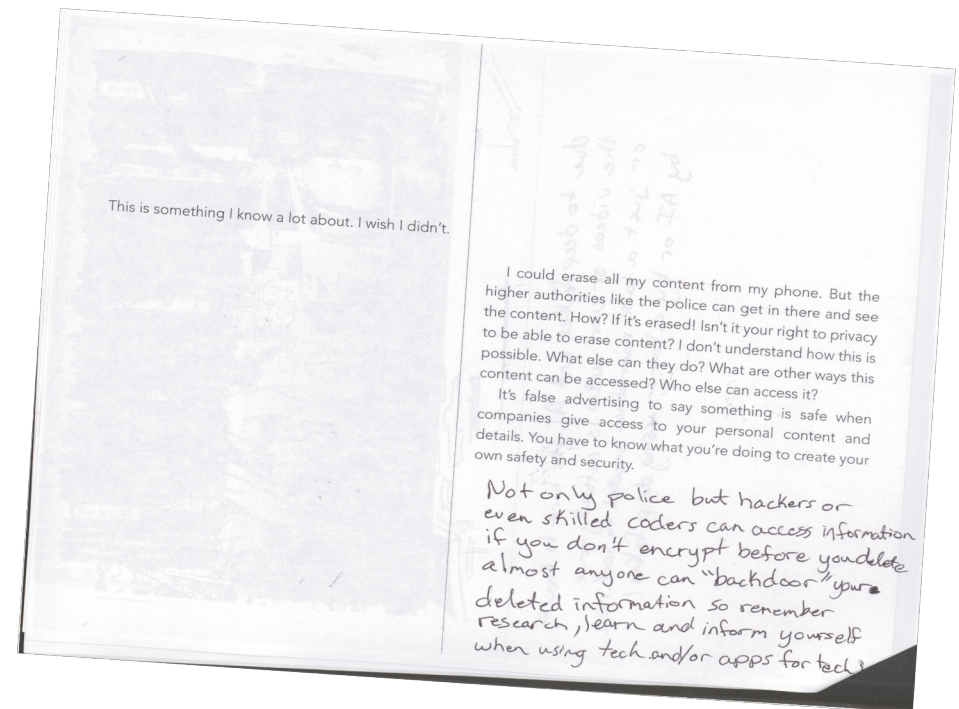 This is something I know a lot about. I wish I didn't.
I could erase all my content from my phone. But the
higher authorities like the police can get in there and see
the content. How? If it's erased! Isn't it your right to privacy
to be able to erase content? I don't understand how this is
possible. What else can they do? What are other ways this
content can be accessed? Who else can access it?
It's false advertising to say something is safe when
companies give access to your personal content and
details. You have to know what you're doing to create your
own safety and security.
Not only police but hackers or
even skilled coders can access information
if you don't encrypt before you delete
almost anyone can "backdoor" your
deleted information so remember
research, learn and inform yourself
when using tech and/or apps for tech